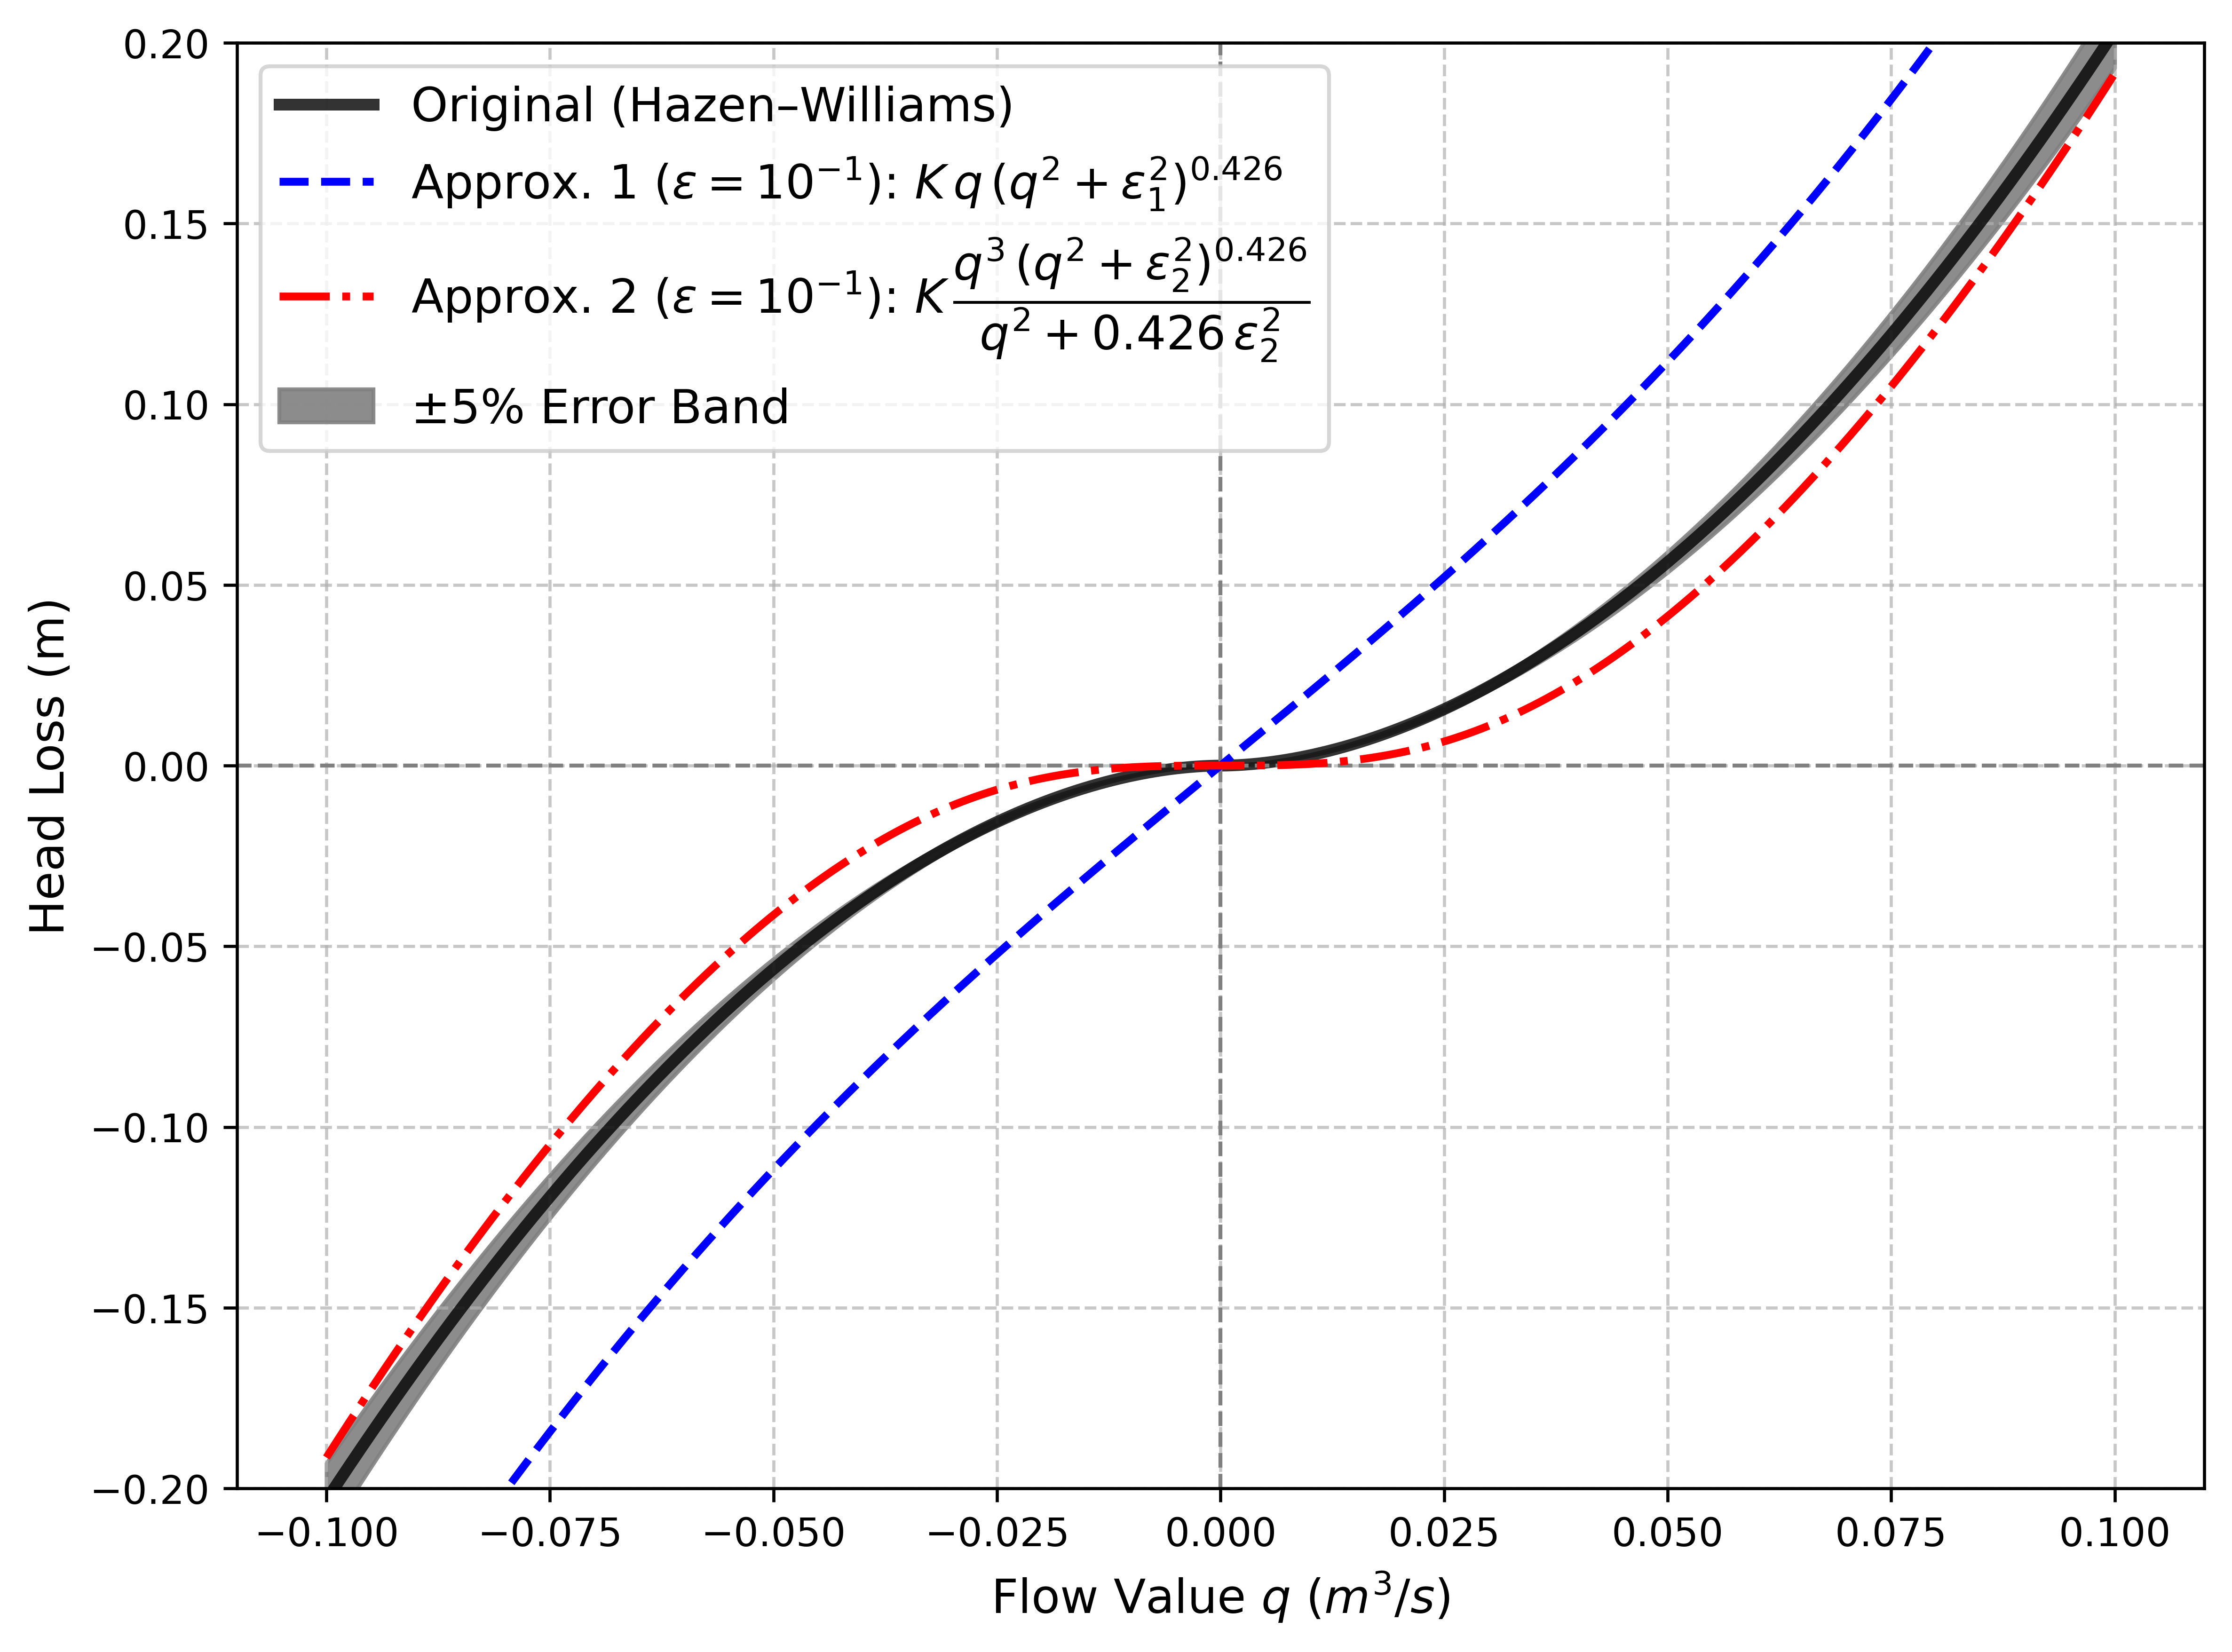 Original (Hazen–Williams)
Approx. 1 (ε = 10⁻¹): K q (q² + ε₁²)^0.426
Approx. 2 (ε = 10⁻¹): K \frac{q³ (q² + ε₂²)^0.426}{q² + 0.426 ε₂²}
±5% Error Band
0.20
0.15
0.10
0.05
0.00
−0.05
−0.10
−0.15
−0.20
Head Loss (m)
−0.100 −0.075 −0.050 −0.025 0.000 0.025 0.050 0.075 0.100
Flow Value q (m³/s)